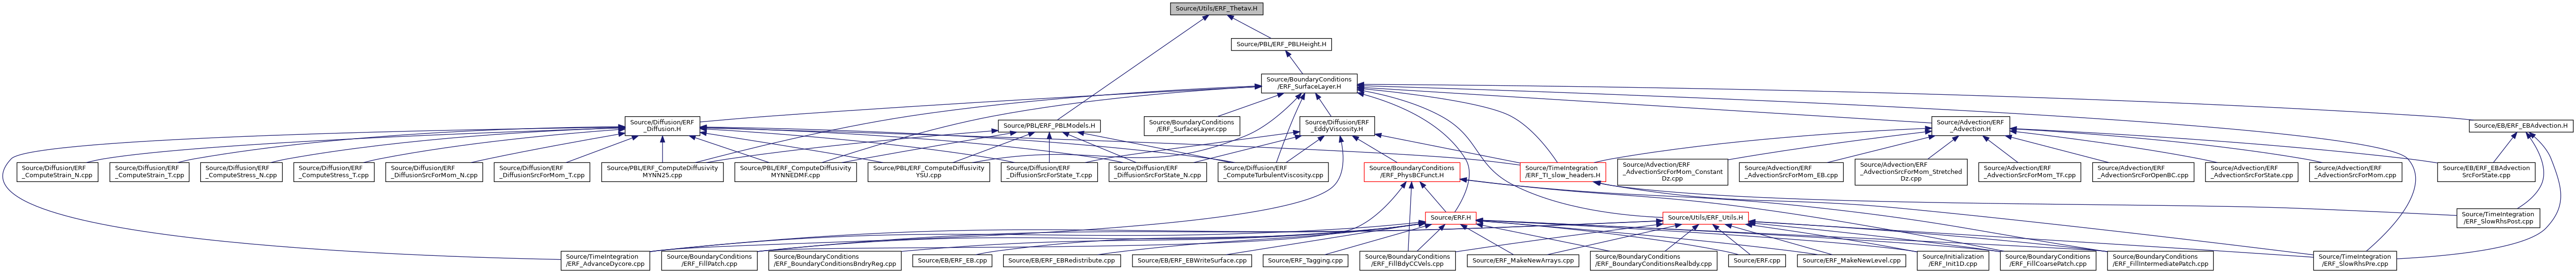 Source/Utils/ERF_Thetav.H
Source/PBL/ERF_PBLHeight.H
Source/BoundaryConditions
/ERF_SurfaceLayer.H
Source/Diffusion/ERF
_Diffusion.H
Source/PBL/ERF_PBLModels.H
Source/BoundaryConditions
/ERF_SurfaceLayer.cpp
Source/Diffusion/ERF
_EddyViscosity.H
Source/Advection/ERF
_Advection.H
Source/EB/ERF_EBAdvection.H
Source/Diffusion/ERF
_ComputeStrain_N.cpp
Source/Diffusion/ERF
_ComputeStrain_T.cpp
Source/Diffusion/ERF
_ComputeStress_N.cpp
Source/Diffusion/ERF
_ComputeStress_T.cpp
Source/Diffusion/ERF
_DiffusionSrcForMom_N.cpp
Source/Diffusion/ERF
_DiffusionSrcForMom_T.cpp
Source/PBL/ERF_ComputeDiffusivity
MYNN25.cpp
Source/PBL/ERF_ComputeDiffusivity
MYNNEDMF.cpp
Source/PBL/ERF_ComputeDiffusivity
YSU.cpp
Source/Diffusion/ERF
_DiffusionSrcForState_T.cpp
Source/Diffusion/ERF
_DiffusionSrcForState_N.cpp
Source/Diffusion/ERF
_ComputeTurbulentViscosity.cpp
Source/BoundaryConditions
/ERF_PhysBCFunct.H
Source/TimeIntegration
/ERF_TI_slow_headers.H
Source/Advection/ERF
_AdvectionSrcForMom_Constant
Dz.cpp
Source/Advection/ERF
_AdvectionSrcForMom_EB.cpp
Source/Advection/ERF
_AdvectionSrcForMom_Stretched
Dz.cpp
Source/Advection/ERF
_AdvectionSrcForMom_TF.cpp
Source/Advection/ERF
_AdvectionSrcForOpenBC.cpp
Source/Advection/ERF
_AdvectionSrcForState.cpp
Source/Advection/ERF
_AdvectionSrcForMom.cpp
Source/EB/ERF_EBAdvection
SrcForState.cpp
Source/ERF.H
Source/Utils/ERF_Utils.H
Source/TimeIntegration
/ERF_SlowRhsPost.cpp
Source/TimeIntegration
/ERF_AdvanceDycore.cpp
Source/BoundaryConditions
/ERF_FillPatch.cpp
Source/BoundaryConditions
/ERF_BoundaryConditionsBndryReg.cpp
Source/EB/ERF_EB.cpp
Source/EB/ERF_EBRedistribute.cpp
Source/EB/ERF_EBWriteSurface.cpp
Source/ERF_Tagging.cpp
Source/BoundaryConditions
/ERF_FillBdyCCVels.cpp
Source/ERF_MakeNewArrays.cpp
Source/BoundaryConditions
/ERF_BoundaryConditionsRealbdy.cpp
Source/ERF.cpp
Source/ERF_MakeNewLevel.cpp
Source/Initialization
/ERF_Init1D.cpp
Source/BoundaryConditions
/ERF_FillCoarsePatch.cpp
Source/BoundaryConditions
/ERF_FillIntermediatePatch.cpp
Source/TimeIntegration
/ERF_SlowRhsPre.cpp